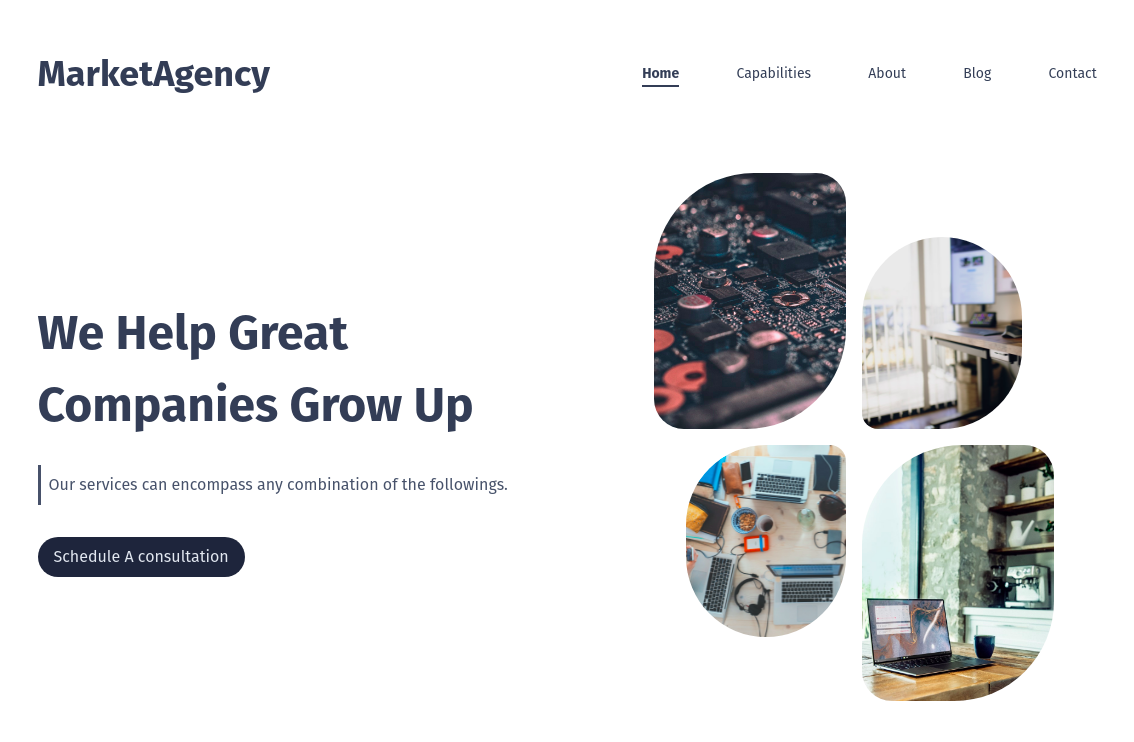 MarketAgency
Home Capabilities About Blog Contact
We Help Great
Companies Grow Up
Our services can encompass any combination of the followings.
Schedule A consultation